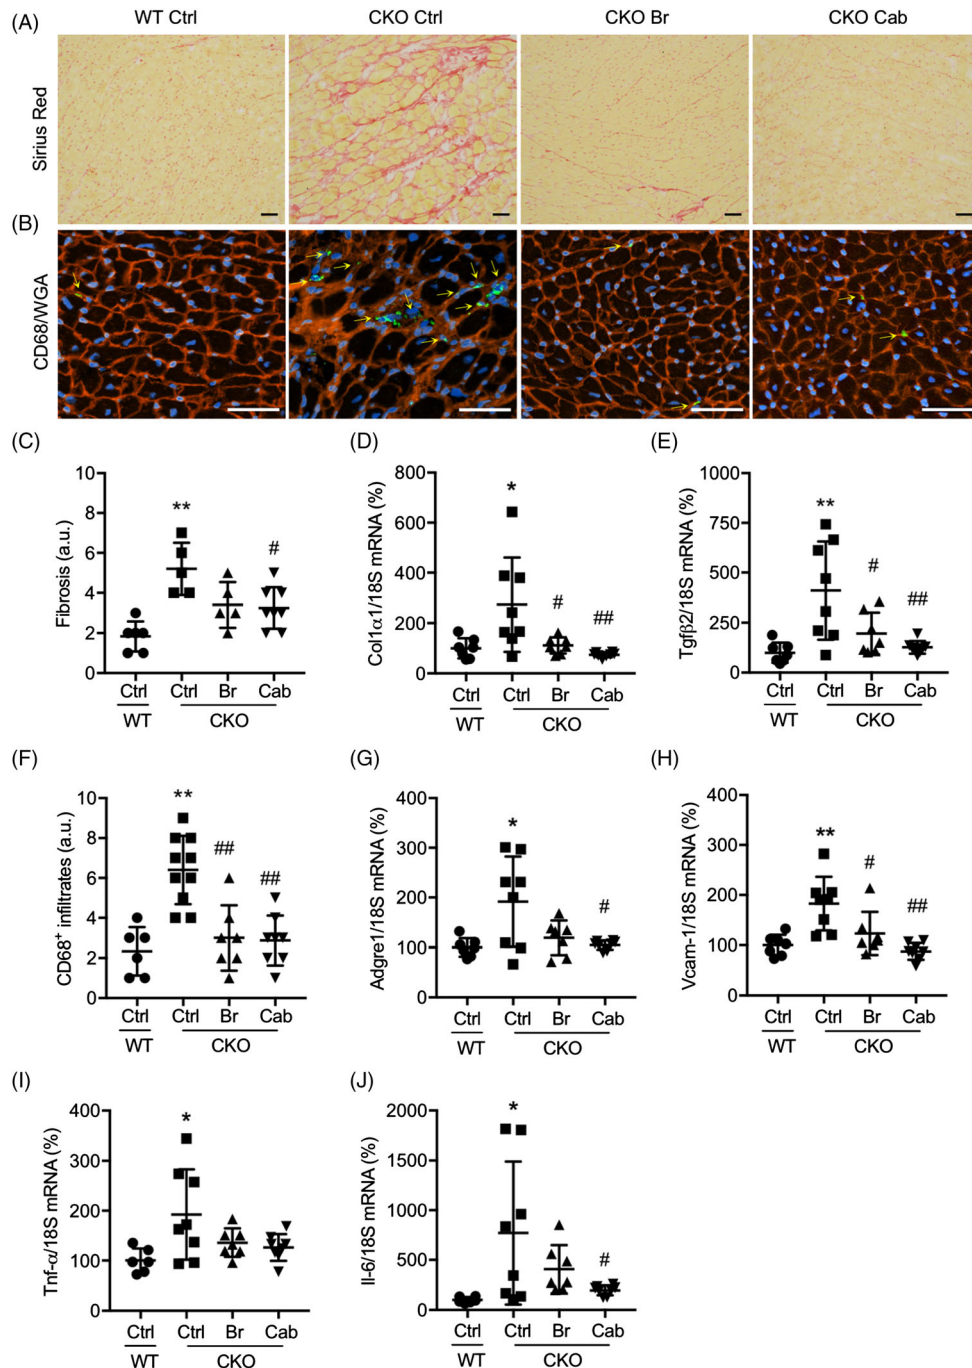 (A)
WT Ctrl
CKO Ctrl
CKO Br
CKO Cab
Sirius Red
(B)
CD68/WGA
(C)
Fibrosis (a.u.)
10
8
6
4
2
0
**
#
Ctrl
Ctrl
Br
Cab
WT
CKO
(D)
Col1α1/18S mRNA (%)
800
600
400
200
0
*
#
##
Ctrl
Ctrl
Br
Cab
WT
CKO
(E)
Tgfβ2/18S mRNA (%)
1000
750
500
250
0
**
#
##
Ctrl
Ctrl
Br
Cab
WT
CKO
(F)
CD68⁺ infiltrates (a.u.)
10
8
6
4
2
0
**
##
##
Ctrl
Ctrl
Br
Cab
WT
CKO
(G)
Adgre1/18S mRNA (%)
400
300
200
100
0
*
#
Ctrl
Ctrl
Br
Cab
WT
CKO
(H)
Vcam-1/18S mRNA (%)
400
300
200
100
0
**
#
##
Ctrl
Ctrl
Br
Cab
WT
CKO
(I)
Tnf-α/18S mRNA (%)
400
300
200
100
0
*
Ctrl
Ctrl
Br
Cab
WT
CKO
(J)
Il-6/18S mRNA (%)
2000
1500
1000
500
0
*
#
Ctrl
Ctrl
Br
Cab
WT
CKO